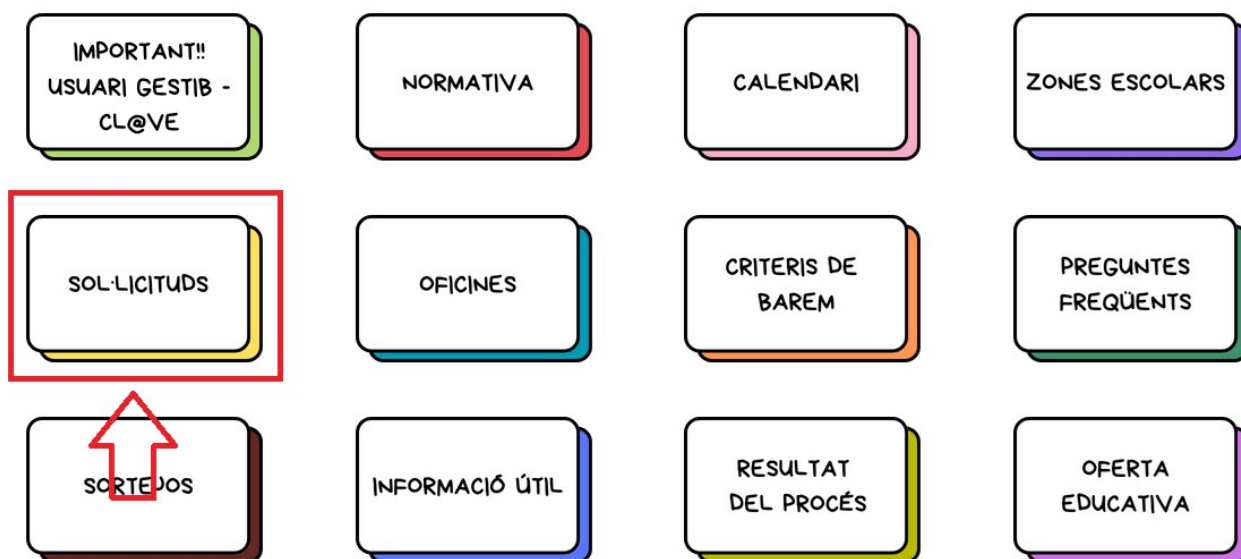 IMPORTANT!!
USUARI GESTIB -
CL@VE
NORMATIVA
CALENDARI
ZONES ESCOLARS
SOL·LICITUDS
OFICINES
CRITERIS DE
BAREM
PREGUNTES
FREQÜENTS
SORTEJOS
INFORMACIÓ ÚTIL
RESULTAT
DEL PROCÉS
OFERTA
EDUCATIVA